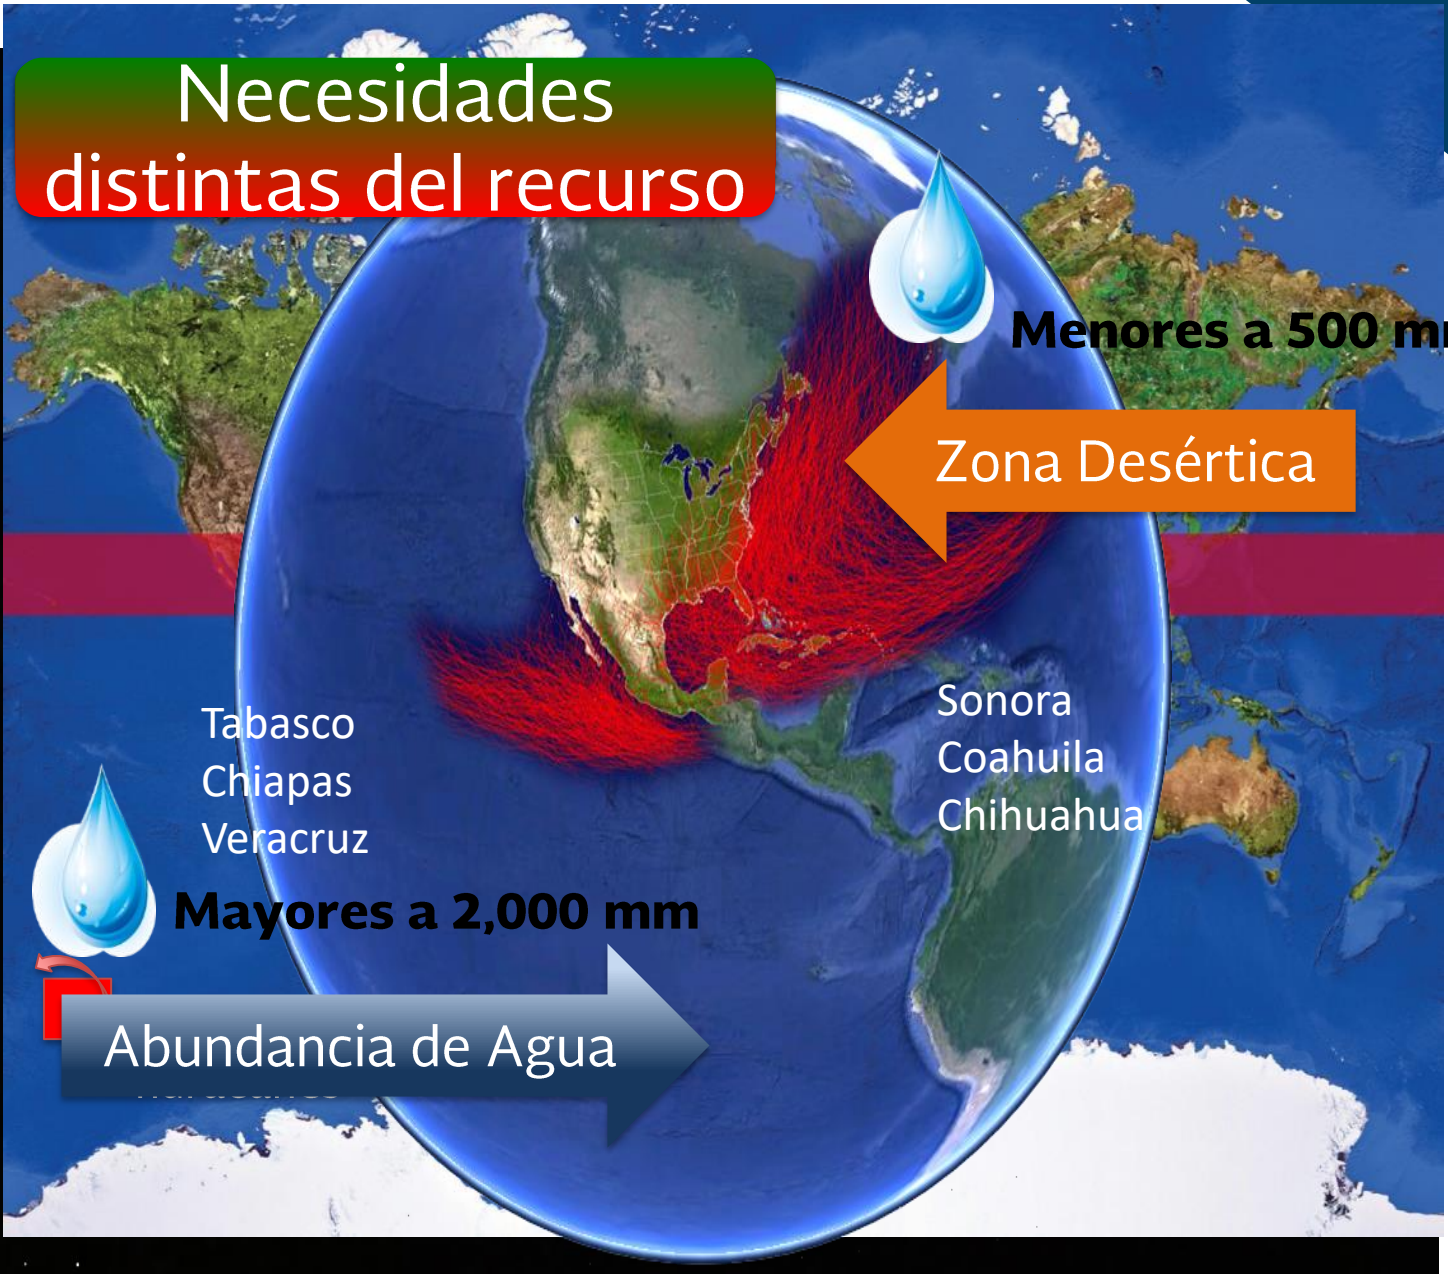 Necesidades
distintas del recurso
Menores a 500 m
Zona Desértica
Sonora
Coahuila
Chihuahua
Tabasco
Chiapas
Veracruz
Mayores a 2,000 mm
Abundancia de Agua